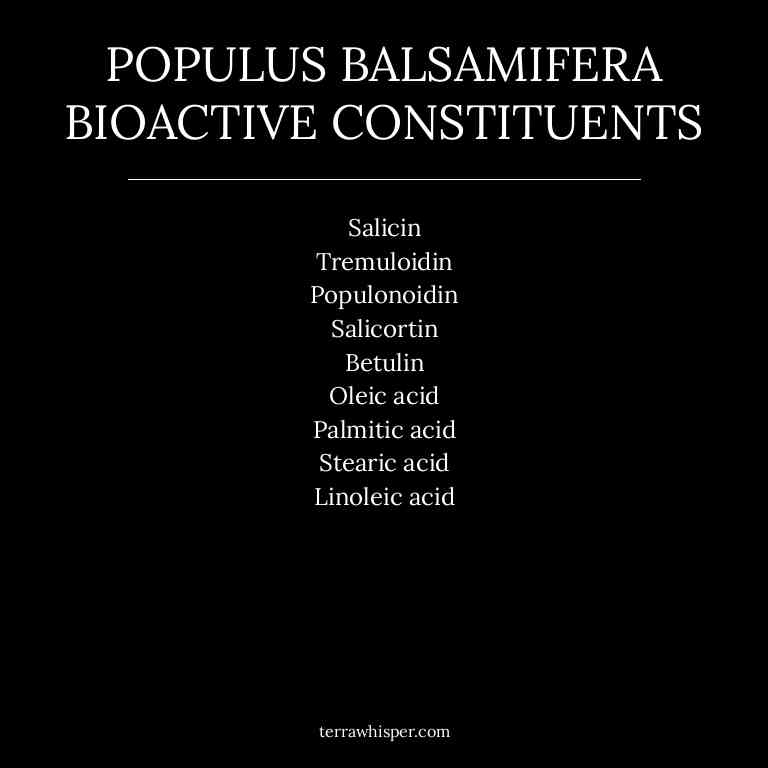 POPULUS BALSAMIFERA
BIOACTIVE CONSTITUENTS
Salicin
Tremuloidin
Populonoidin
Salicortin
Betulin
Oleic acid
Palmitic acid
Stearic acid
Linoleic acid
terrawhisper.com